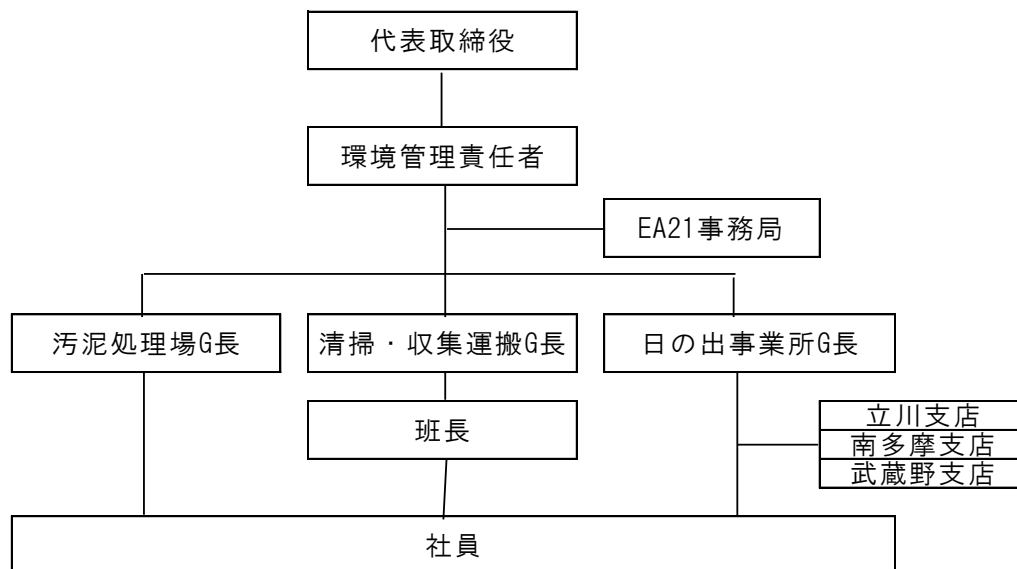 代表取締役
環境管理責任者
EA21事務局
汚泥処理場G長
清掃・収集運搬G長
日の出事業所G長
班長
立川支店
南多摩支店
武蔵野支店
社員